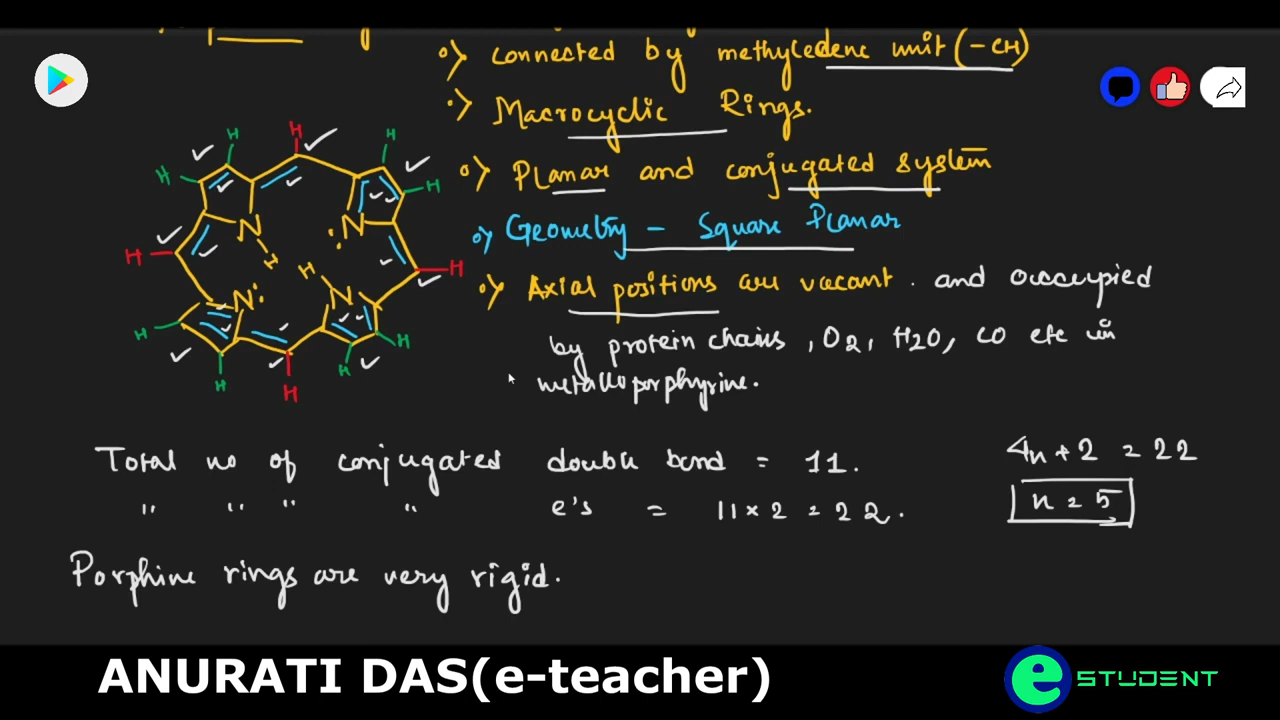 connected by methyledene unit (-CH)
Macrocyclic Rings.
Planar and conjugated system
Geometry - Square Planar
Axial positions are vacant. and occupied
by protein chains, O2, H2O, CO etc in
metalloporphyrine.
H H H H H H H H H H H H
N N N N
H H
Total no of conjugated double bond = 11.
" " " " e's = 11 × 2 = 22.
4n + 2 = 22
n = 5
Porphine rings are very rigid.
ANURATI DAS(e-teacher)
e STUDENT